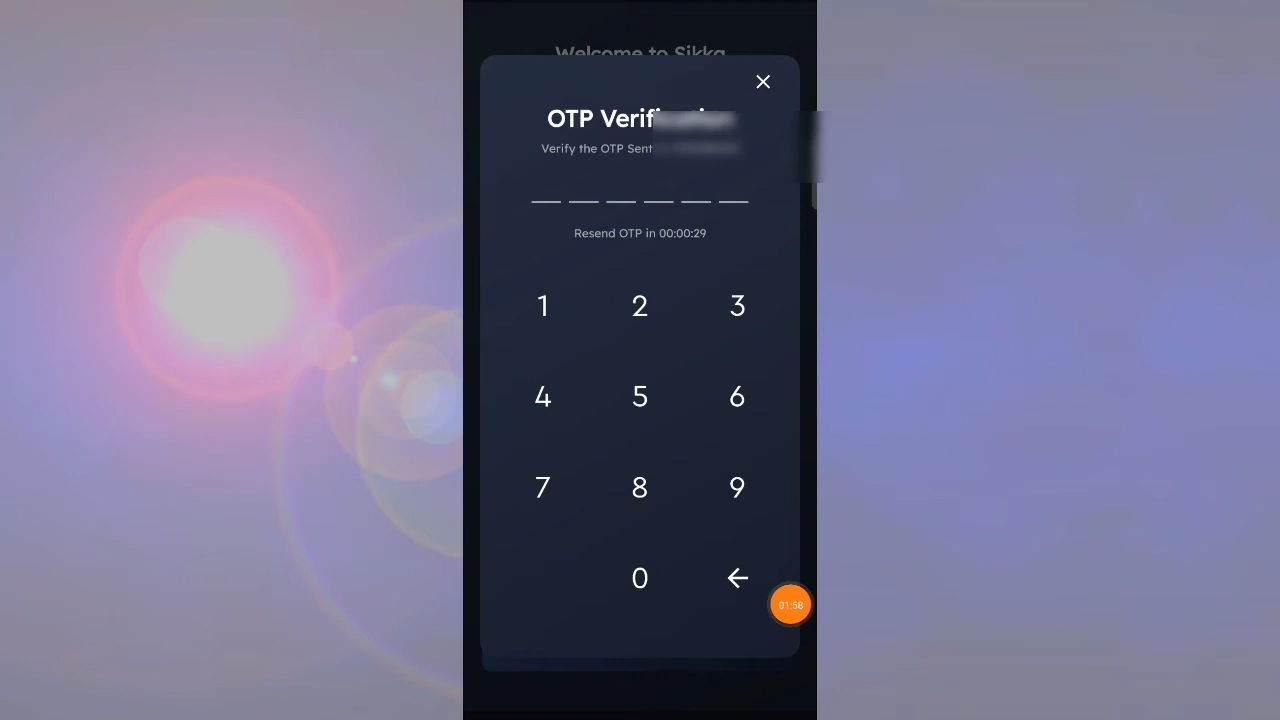 Welcome to Sikka
OTP Verification
Verify the OTP Sent
Resend OTP in 00:00:29
1 2 3
4 5 6
7 8 9
0
01:58